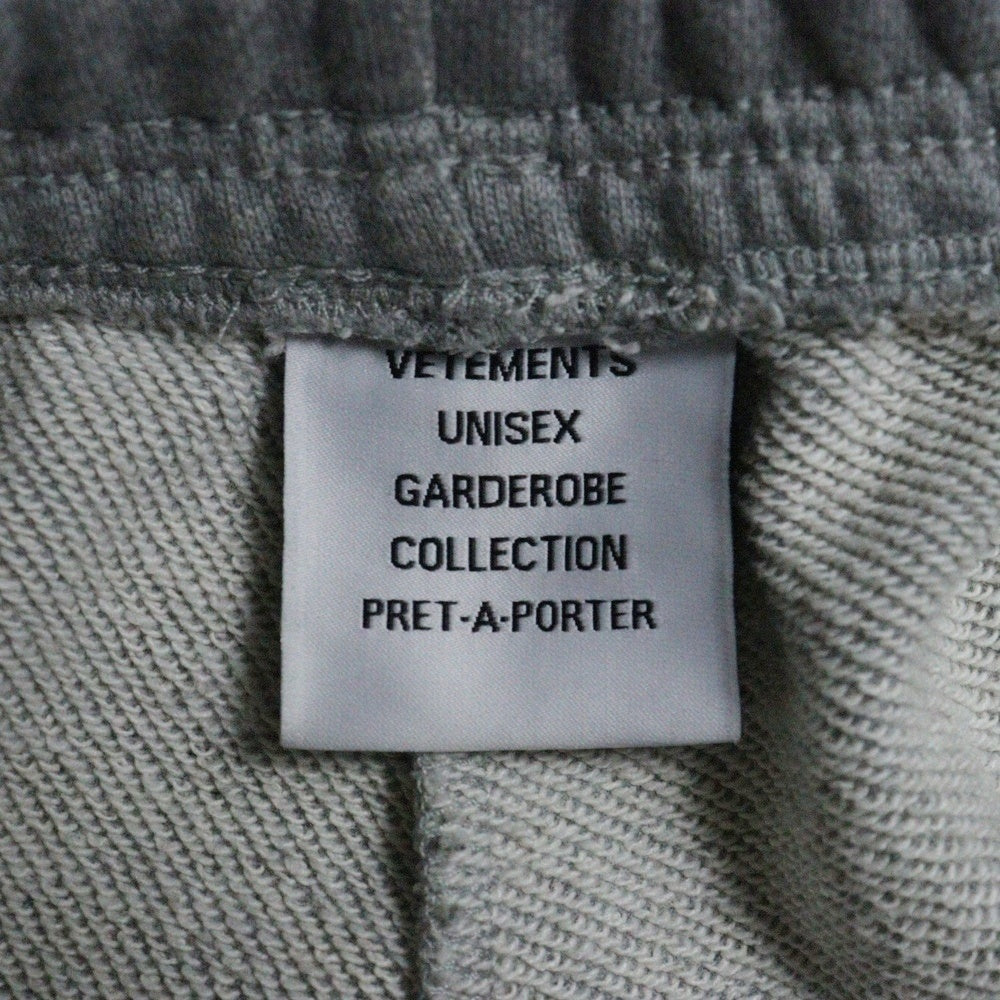 VETEMENTS
UNISEX
GARDEROBE
COLLECTION
PRET-A-PORTER